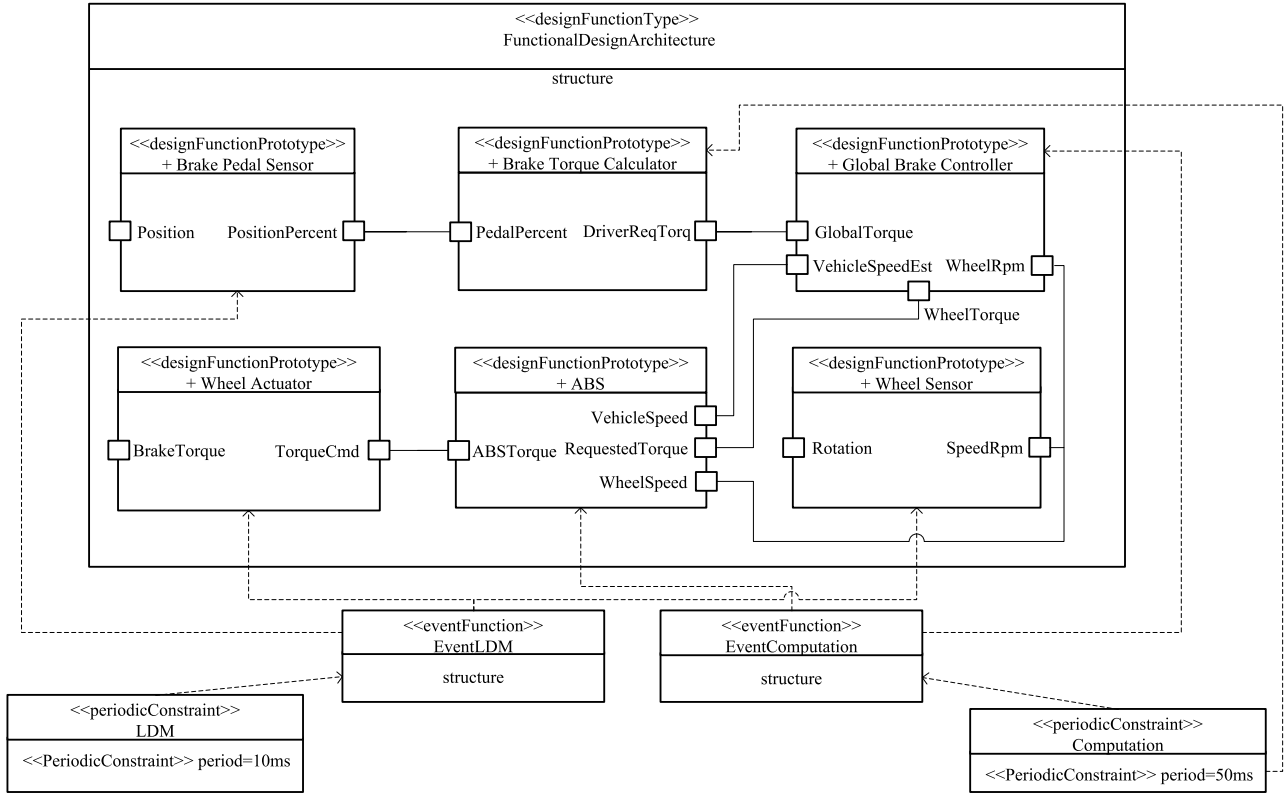 <<designFunctionType>>
FunctionalDesignArchitecture
structure
<<designFunctionPrototype>>
+ Brake Pedal Sensor
Position
PositionPercent
<<designFunctionPrototype>>
+ Brake Torque Calculator
PedalPercent
DriverReqTorq
<<designFunctionPrototype>>
+ Global Brake Controller
GlobalTorque
VehicleSpeedEst
WheelRpm
WheelTorque
<<designFunctionPrototype>>
+ Wheel Actuator
BrakeTorque
TorqueCmd
<<designFunctionPrototype>>
+ ABS
VehicleSpeed
ABSTorque
RequestedTorque
WheelSpeed
<<designFunctionPrototype>>
+ Wheel Sensor
Rotation
SpeedRpm
<<eventFunction>>
EventLDM
structure
<<eventFunction>>
EventComputation
structure
<<periodicConstraint>>
LDM
<<PeriodicConstraint>> period=10ms
<<periodicConstraint>>
Computation
<<PeriodicConstraint>> period=50ms